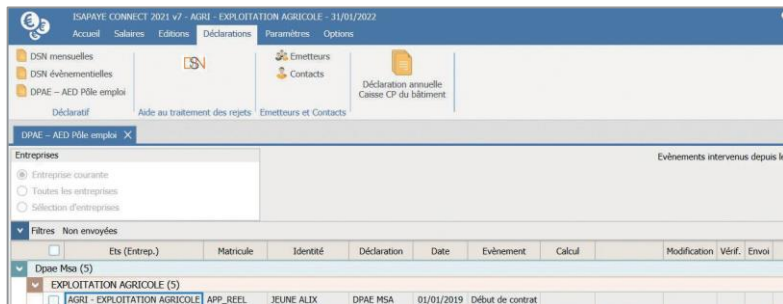 ISAPAYE CONNECT 2021 v7 - AGRI - EXPLOITATION AGRICOLE - 31/01/2022
Accueil Salaires Editions Déclarations Paramètres Options
DSN mensuelles
DSN évènementielles
DPAE – AED Pôle emploi
Déclaratif
DSN
Aide au traitement des rejets
Emetteurs
Contacts
Emetteurs et Contacts
Déclaration annuelle
Caisse CP du bâtiment
DPAE – AED Pôle emploi X
Entreprises
Evènements intervenus depuis le
Entreprise courante
Toutes les entreprises
Sélection d'entreprises
Filtres Non envoyées
Ets (Entrep.) Matricule Identité Déclaration Date Evènement Calcul Modification Vérif. Envoi
Dpae Msa (5)
EXPLOITATION AGRICOLE (5)
AGRI - EXPLOITATION AGRICOLE APP_REEL JEUNE ALIX DPAE MSA 01/01/2019 Début de contrat